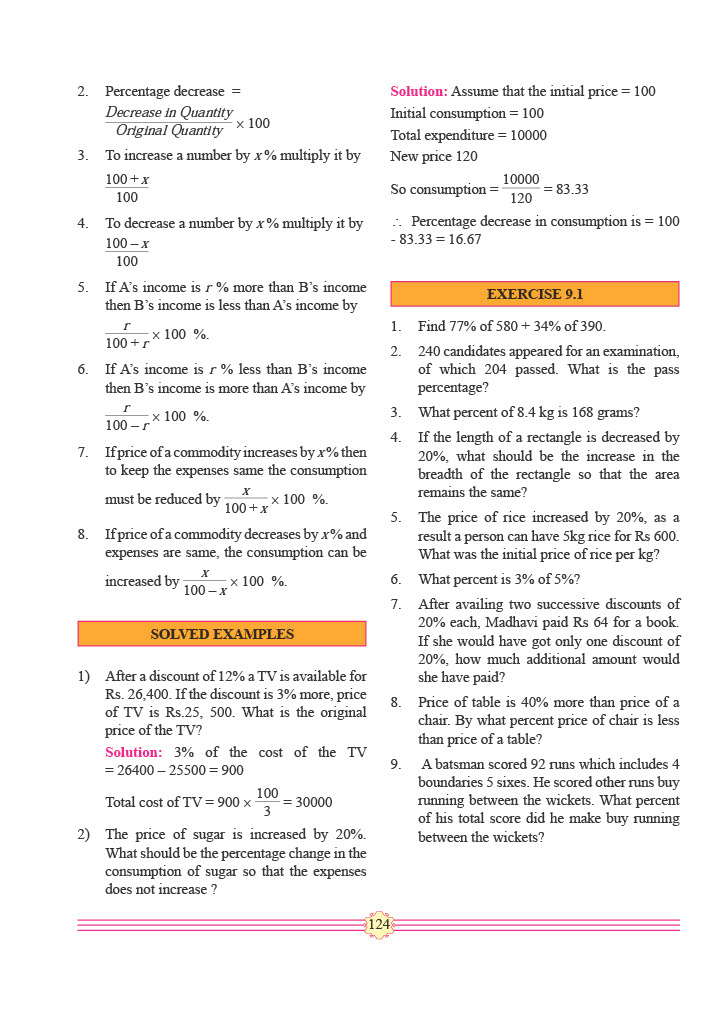 2. Percentage decrease =
Decrease in Quantity
Original Quantity × 100
3. To increase a number by x% multiply it by
100 + x
100
4. To decrease a number by x% multiply it by
100 – x
100
5. If A’s income is r % more than B’s income
then B’s income is less than A’s income by
r
100 + r × 100 %.
6. If A’s income is r % less than B’s income
then B’s income is more than A’s income by
r
100 – r × 100 %.
7. If price of a commodity increases by x% then
to keep the expenses same the consumption
must be reduced by x / 100 + x × 100 %.
8. If price of a commodity decreases by x% and
expenses are same, the consumption can be
increased by x / 100 – x × 100 %.
SOLVED EXAMPLES
1) After a discount of 12% a TV is available for
Rs. 26,400. If the discount is 3% more, price
of TV is Rs.25, 500. What is the original
price of the TV?
Solution: 3% of the cost of the TV
= 26400 – 25500 = 900
Total cost of TV = 900 × 100 / 3 = 30000
2) The price of sugar is increased by 20%.
What should be the percentage change in the
consumption of sugar so that the expenses
does not increase ?
Solution: Assume that the initial price = 100
Initial consumption = 100
Total expenditure = 10000
New price 120
So consumption = 10000 / 120 = 83.33
∴ Percentage decrease in consumption is = 100
- 83.33 = 16.67
EXERCISE 9.1
1. Find 77% of 580 + 34% of 390.
2. 240 candidates appeared for an examination,
of which 204 passed. What is the pass
percentage?
3. What percent of 8.4 kg is 168 grams?
4. If the length of a rectangle is decreased by
20%, what should be the increase in the
breadth of the rectangle so that the area
remains the same?
5. The price of rice increased by 20%, as a
result a person can have 5kg rice for Rs 600.
What was the initial price of rice per kg?
6. What percent is 3% of 5%?
7. After availing two successive discounts of
20% each, Madhavi paid Rs 64 for a book.
If she would have got only one discount of
20%, how much additional amount would
she have paid?
8. Price of table is 40% more than price of a
chair. By what percent price of chair is less
than price of a table?
9. A batsman scored 92 runs which includes 4
boundaries 5 sixes. He scored other runs buy
running between the wickets. What percent
of his total score did he make buy running
between the wickets?
124